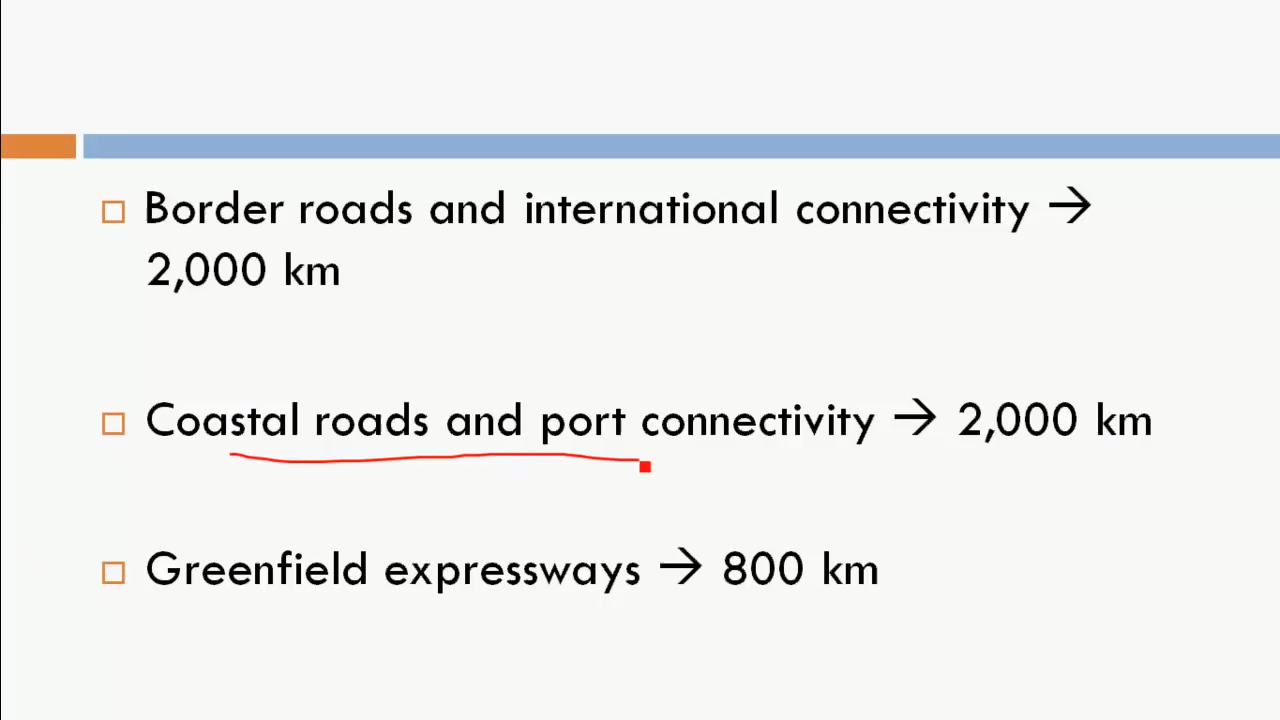 Border roads and international connectivity →
2,000 km
Coastal roads and port connectivity → 2,000 km
Greenfield expressways → 800 km